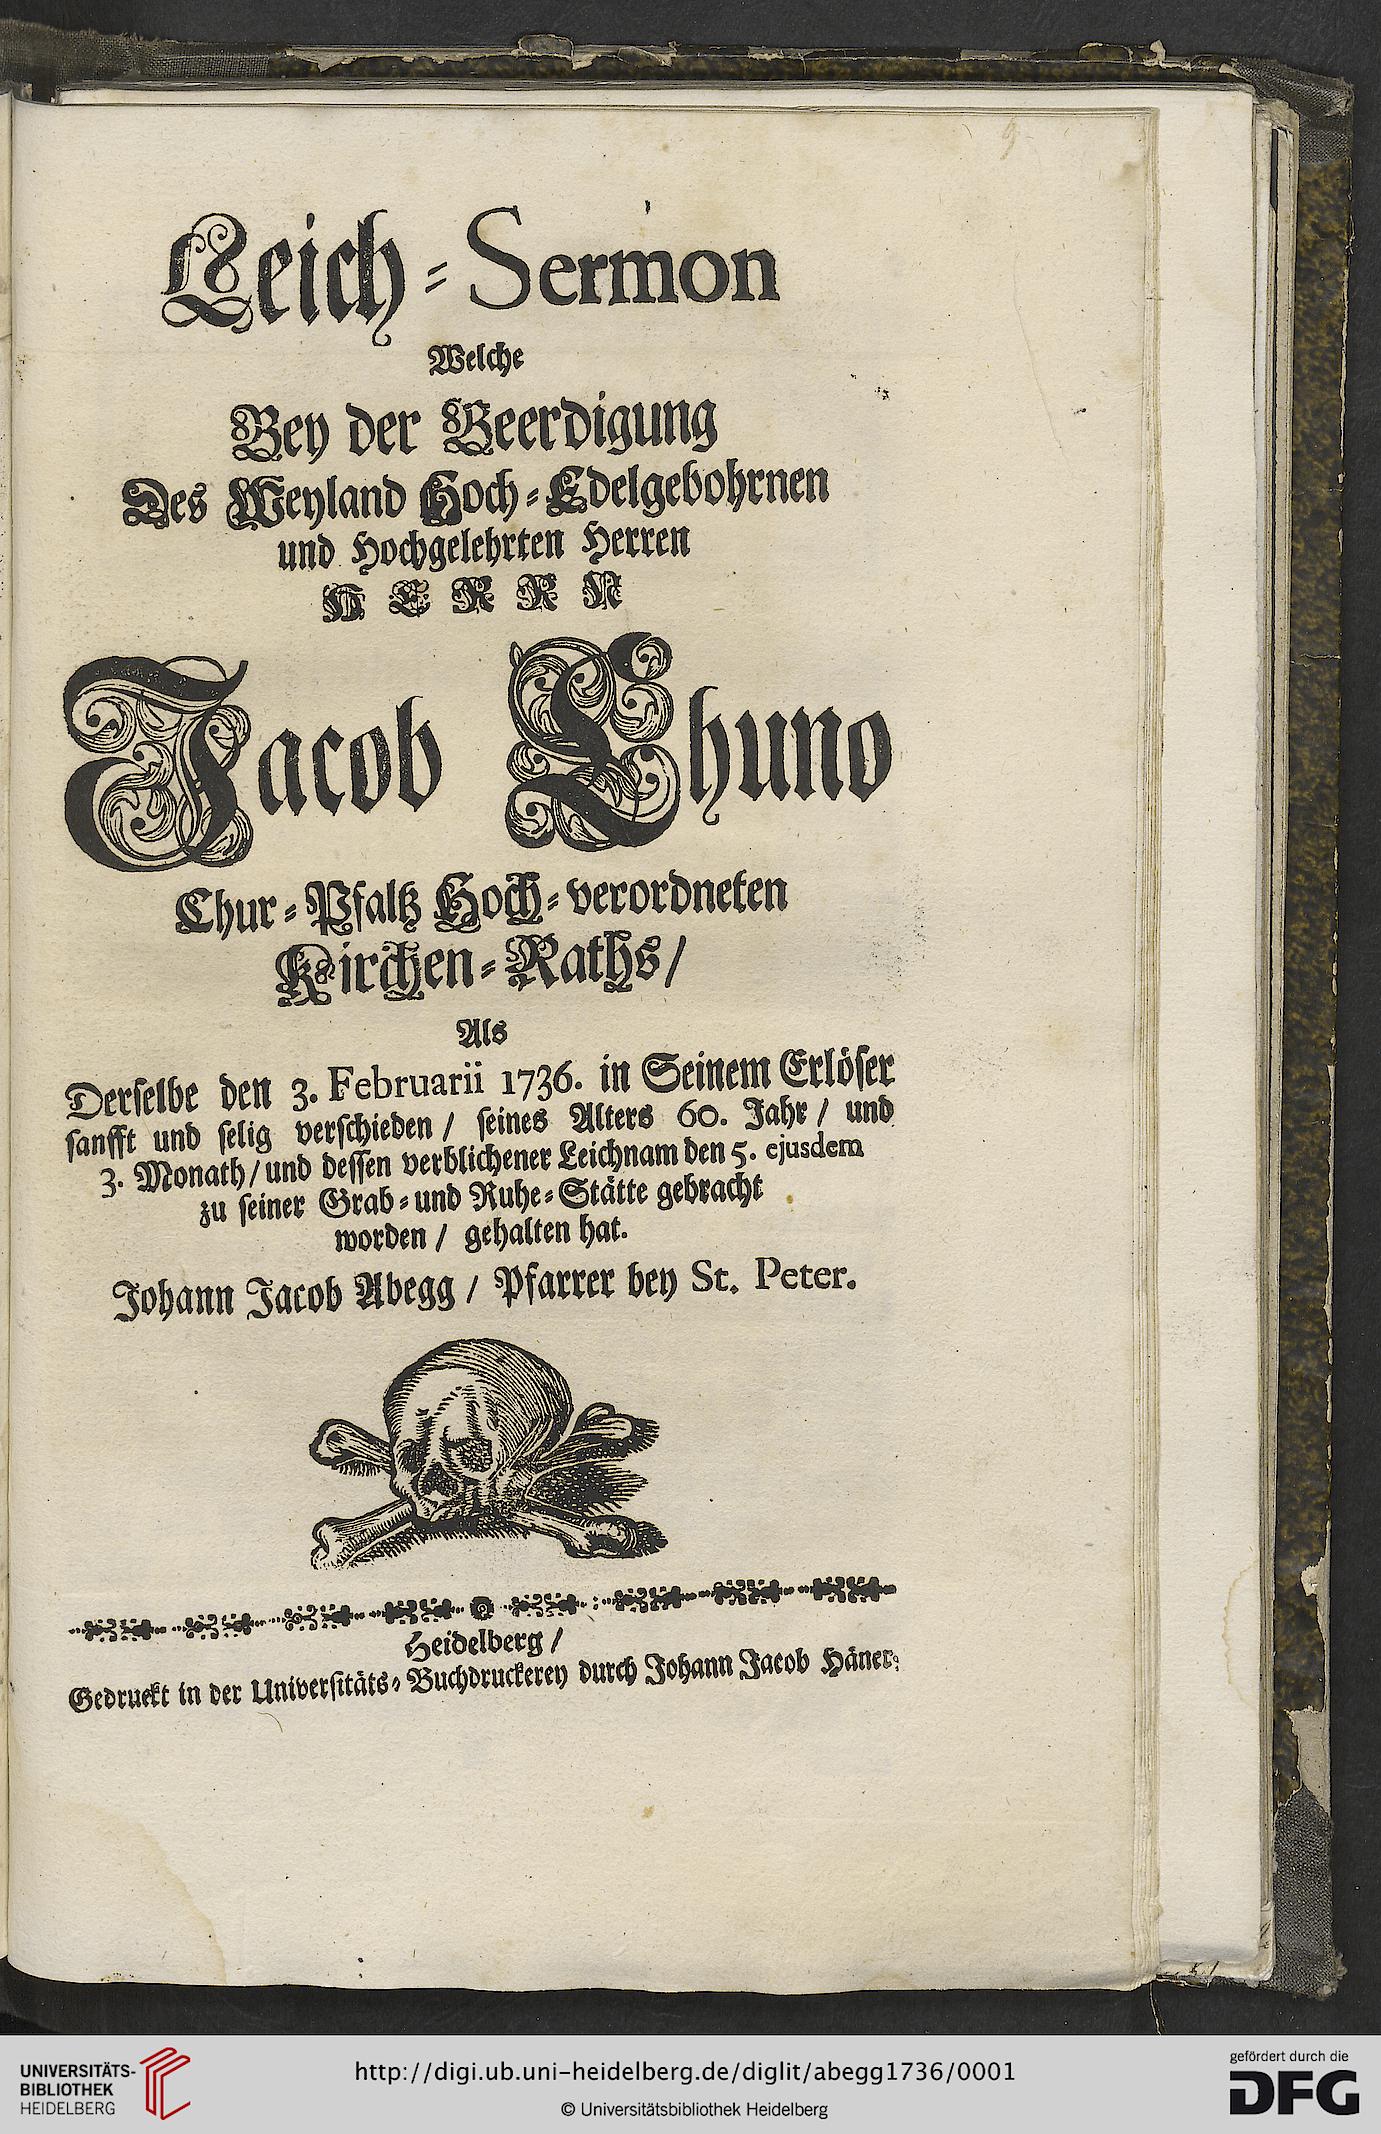 9
Leich-Sermon
Welche
Bey der Beerdigung
Des Weyland Hoch-Edelgebohrnen
und Hochgelehrten Herren
HERRN
Jacob Chuno
Chur-Pfaltz Hoch-verordneten
Kirchen-Raths/
Als
Derselbe den 3. Februarii 1736. in Seinem Erlöser
sanfft und selig verschieden / seines Alters 60. Jahr / und
3. Monath/ und dessen verblichener Leichnam den 5. ejusdem
zu seiner Grab- und Ruhe-Stätte gebracht
worden / gehalten hat.
Johann Jacob Abegg / Pfarrer bey St. Peter.
Heidelberg /
Gedruckt in der Universitäts-Buchdruckerey durch Johann Jacob Häner.
UNIVERSITÄTS-
BIBLIOTHEK
HEIDELBERG
http://digi.ub.uni-heidelberg.de/diglit/abegg1736/0001
© Universitätsbibliothek Heidelberg
gefördert durch die
DFG